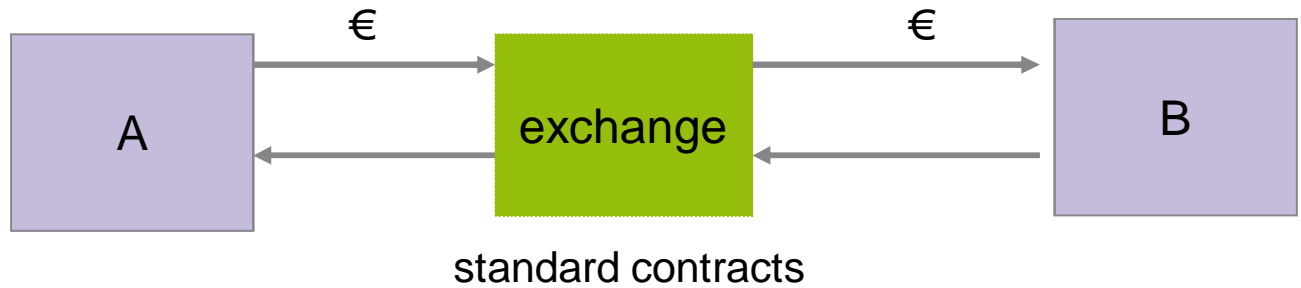 €
€
A
exchange
B
standard contracts